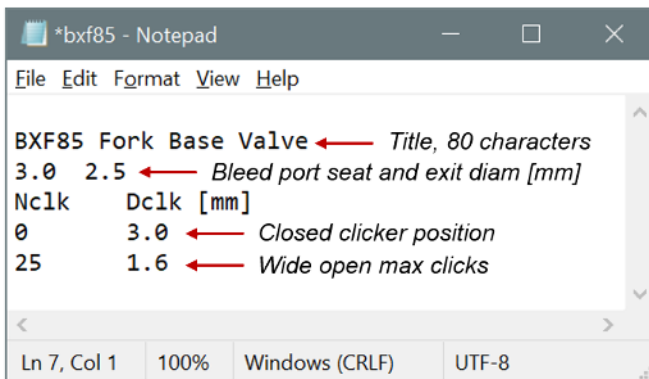 *bxf85 - Notepad
File Edit Format View Help
BXF85 Fork Base Valve Title, 80 characters
3.0 2.5 Bleed port seat and exit diam [mm]
Nclk Dclk [mm]
0 3.0 Closed clicker position
25 1.6 Wide open max clicks
Ln 7, Col 1 100% Windows (CRLF) UTF-8